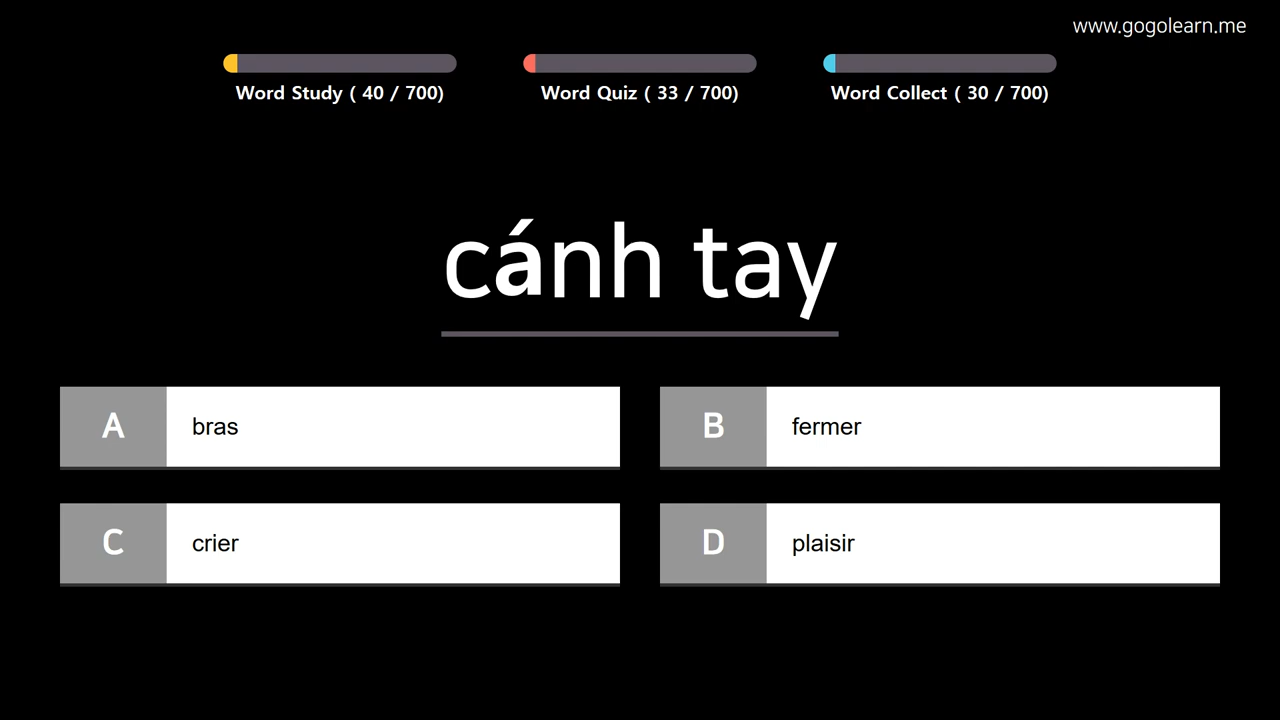 www.gogolearn.me
Word Study ( 40 / 700)
Word Quiz ( 33 / 700)
Word Collect ( 30 / 700)
cánh tay
A bras
B fermer
C crier
D plaisir